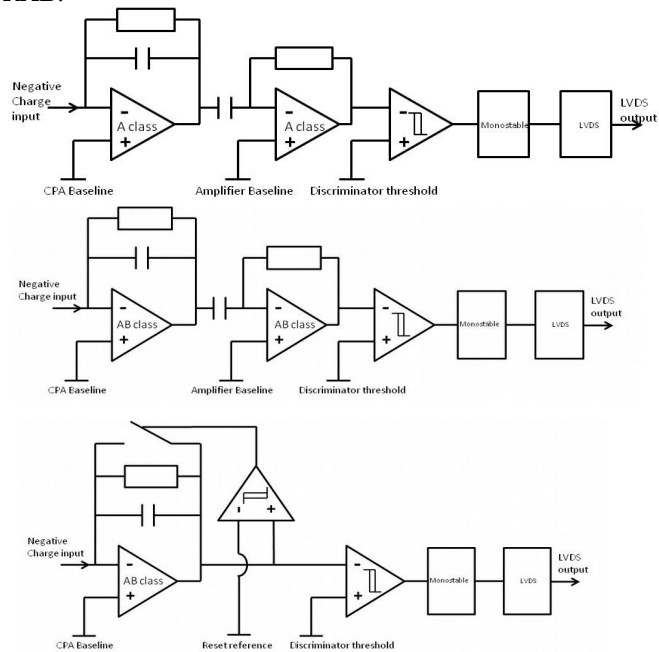 Negative
Charge
input
A class
A class
Monostable
LVDS
LVDS
output
CPA Baseline
Amplifier Baseline
Discriminator threshold
Negative
Charge input
AB class
AB class
Monostable
LVDS
LVDS
output
CPA Baseline
Amplifier Baseline
Discriminator threshold
Negative
Charge input
AB class
Monostable
LVDS
LVDS
output
CPA Baseline
Reset reference
Discriminator threshold